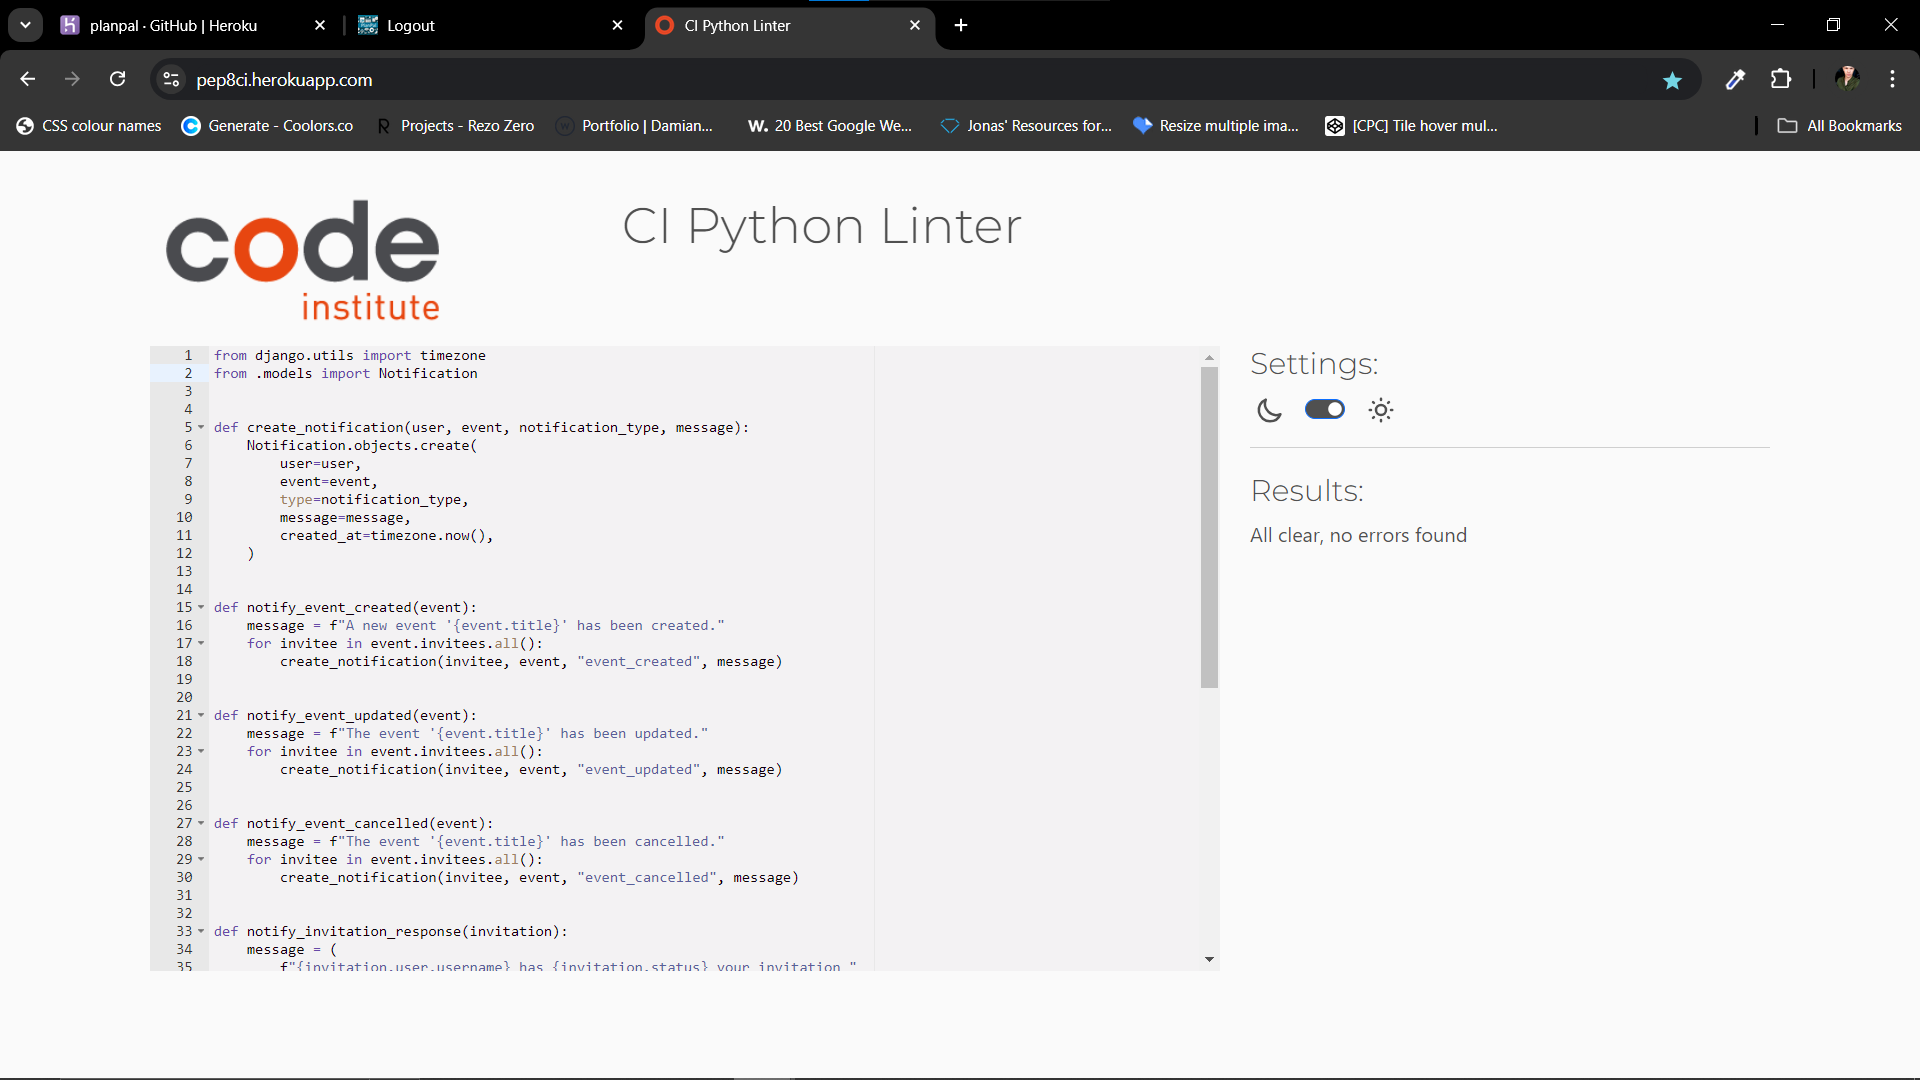 planpal · GitHub | Heroku
Logout
CI Python Linter
pep8ci.herokuapp.com
CSS colour names
Generate - Coolors.co
Projects - Rezo Zero
Portfolio | Damian...
20 Best Google We...
Jonas' Resources for...
Resize multiple ima...
[CPC] Tile hover mul...
All Bookmarks
code
institute
CI Python Linter
1 from django.utils import timezone
2 from .models import Notification
3
4
5 def create_notification(user, event, notification_type, message):
6     Notification.objects.create(
7         user=user,
8         event=event,
9         type=notification_type,
10         message=message,
11         created_at=timezone.now(),
12     )
13
14
15 def notify_event_created(event):
16     message = f"A new event '{event.title}' has been created."
17     for invitee in event.invitees.all():
18         create_notification(invitee, event, "event_created", message)
19
20
21 def notify_event_updated(event):
22     message = f"The event '{event.title}' has been updated."
23     for invitee in event.invitees.all():
24         create_notification(invitee, event, "event_updated", message)
25
26
27 def notify_event_cancelled(event):
28     message = f"The event '{event.title}' has been cancelled."
29     for invitee in event.invitees.all():
30         create_notification(invitee, event, "event_cancelled", message)
31
32
33 def notify_invitation_response(invitation):
34     message = (
35         f"{invitation.user.username} has {invitation.status} your invitation "
Settings:
Results:
All clear, no errors found